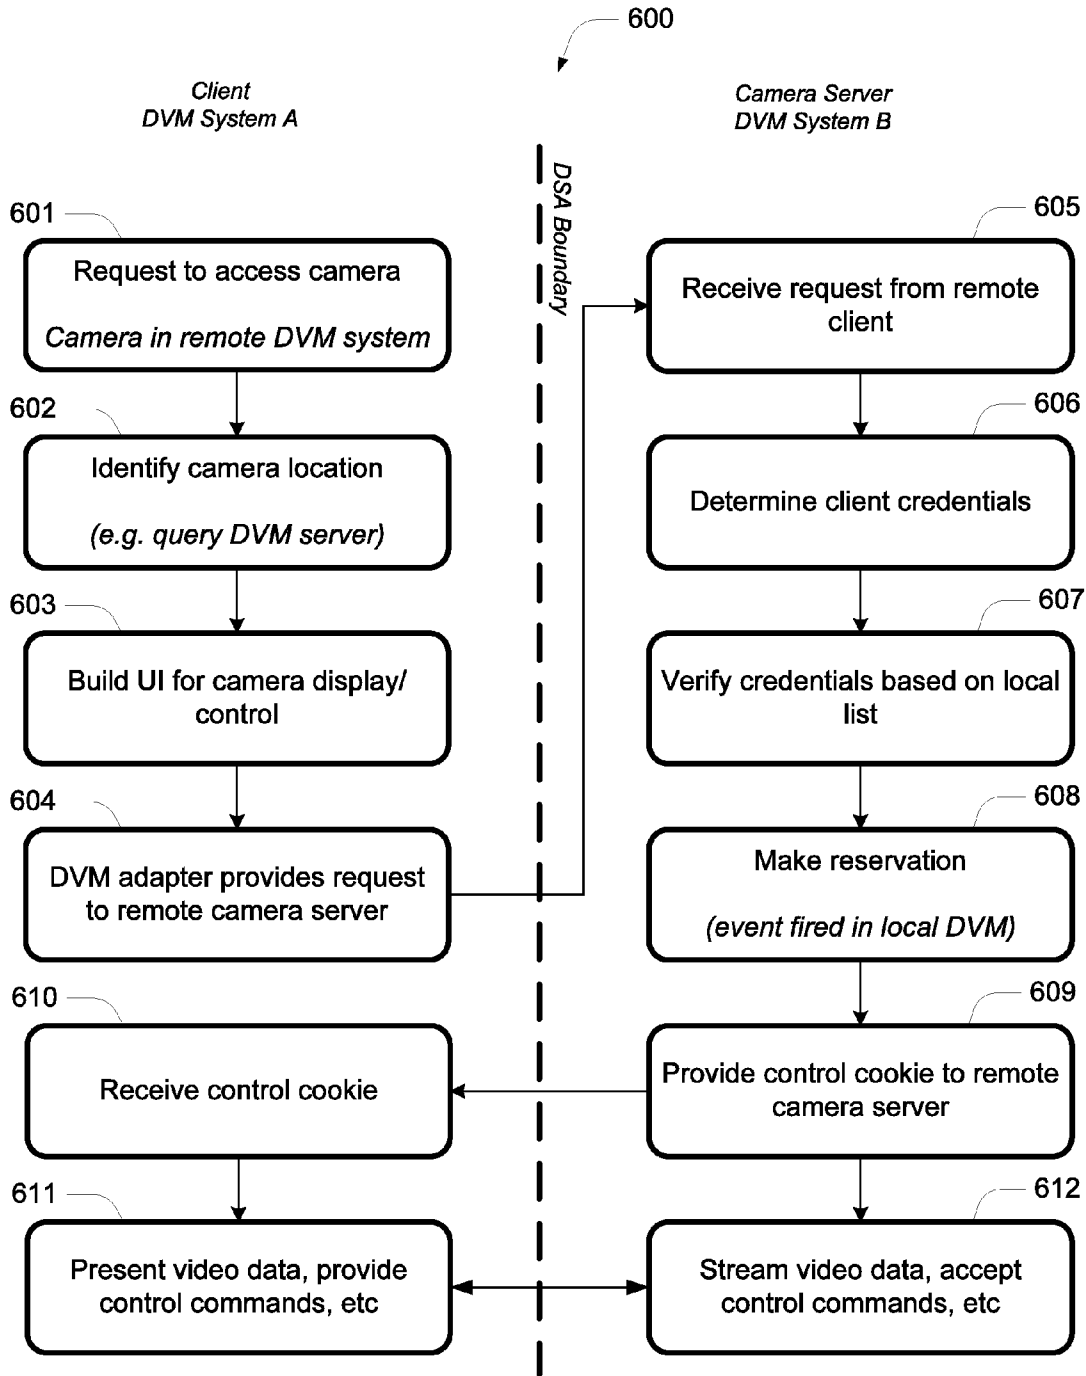 600
Client
DVM System A
Camera Server
DVM System B
DSA Boundary
601
Request to access camera
Camera in remote DVM system
602
Identify camera location
(e.g. query DVM server)
603
Build UI for camera display/
control
604
DVM adapter provides request
to remote camera server
605
Receive request from remote
client
606
Determine client credentials
607
Verify credentials based on local
list
608
Make reservation
(event fired in local DVM)
609
Provide control cookie to remote
camera server
610
Receive control cookie
611
Present video data, provide
control commands, etc
612
Stream video data, accept
control commands, etc